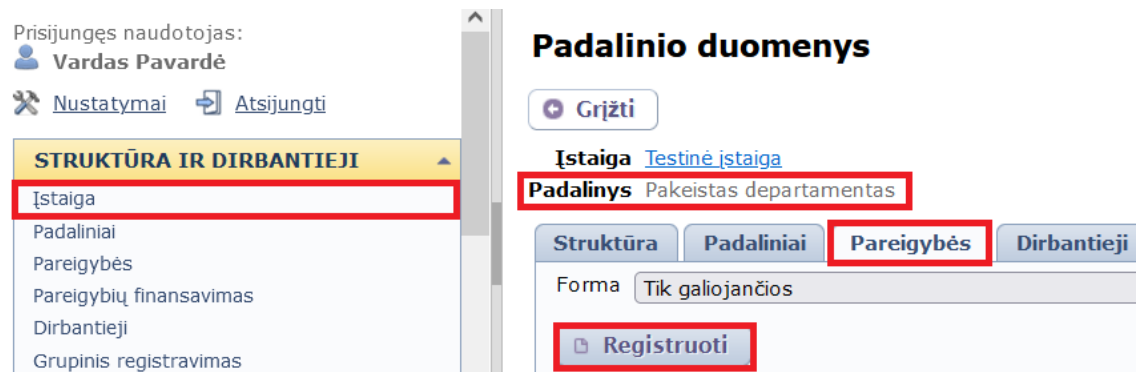 Prisijungęs naudotojas:
Vardas Pavardė
Nustatymai Atsijungti
STRUKTŪRA IR DIRBANTIEJI
Įstaiga
Padaliniai
Pareigybės
Pareigybių finansavimas
Dirbantieji
Grupinis registravimas
Padalinio duomenys
Grįžti
Įstaiga Testinė įstaiga
Padalinys Pakeistas departamentas
Struktūra Padaliniai Pareigybės Dirbantieji
Forma Tik galiojančios
Registruoti